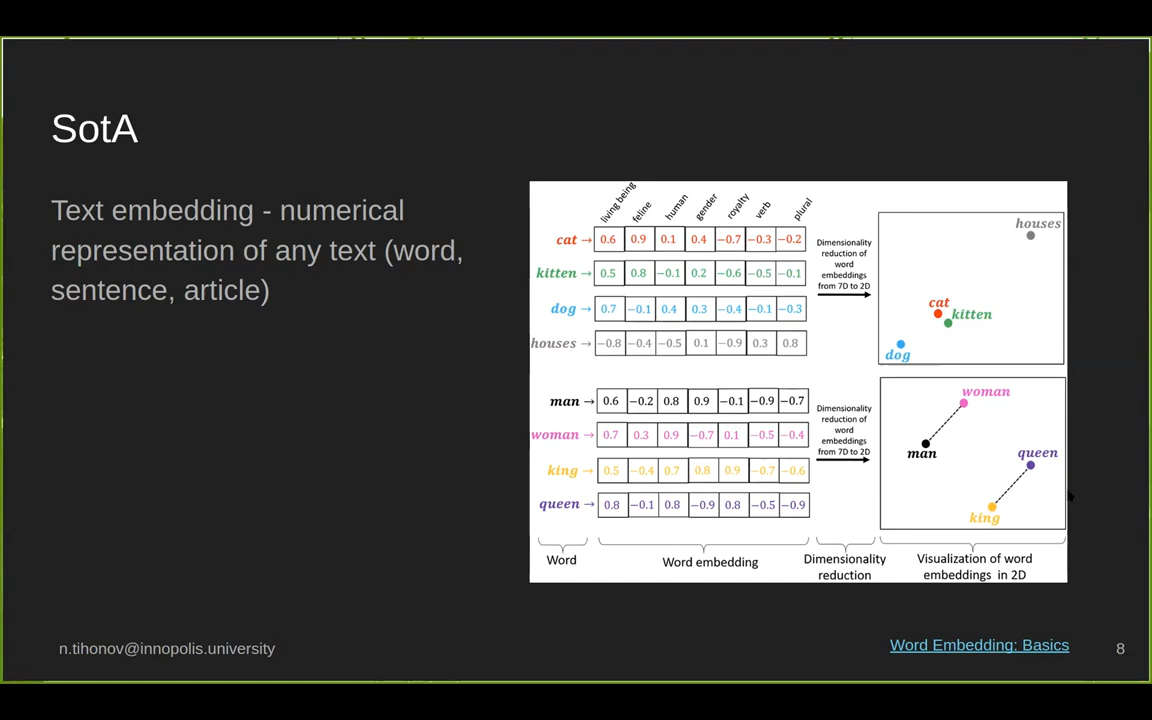 SotA
Text embedding - numerical
representation of any text (word,
sentence, article)
living being feline human gender royalty verb plural
cat → 0.6 0.9 0.1 0.4 −0.7 −0.3 −0.2
kitten → 0.5 0.8 −0.1 0.2 −0.6 −0.5 −0.1
dog → 0.7 −0.1 0.4 0.3 −0.4 −0.1 −0.3
houses → −0.8 −0.4 −0.5 0.1 −0.9 0.3 0.8
Dimensionality
reduction of
word
embeddings
from 7D to 2D
houses
cat
kitten
dog
man → 0.6 −0.2 0.8 0.9 −0.1 −0.9 −0.7
woman → 0.7 0.3 0.9 −0.7 0.1 −0.5 −0.4
king → 0.5 −0.4 0.7 0.8 0.9 −0.7 −0.6
queen → 0.8 −0.1 0.8 −0.9 0.8 −0.5 −0.9
Dimensionality
reduction of
word
embeddings
from 7D to 2D
woman
man
queen
king
Word
Word embedding
Dimensionality
reduction
Visualization of word
embeddings in 2D
n.tihonov@innopolis.university
Word Embedding: Basics
8